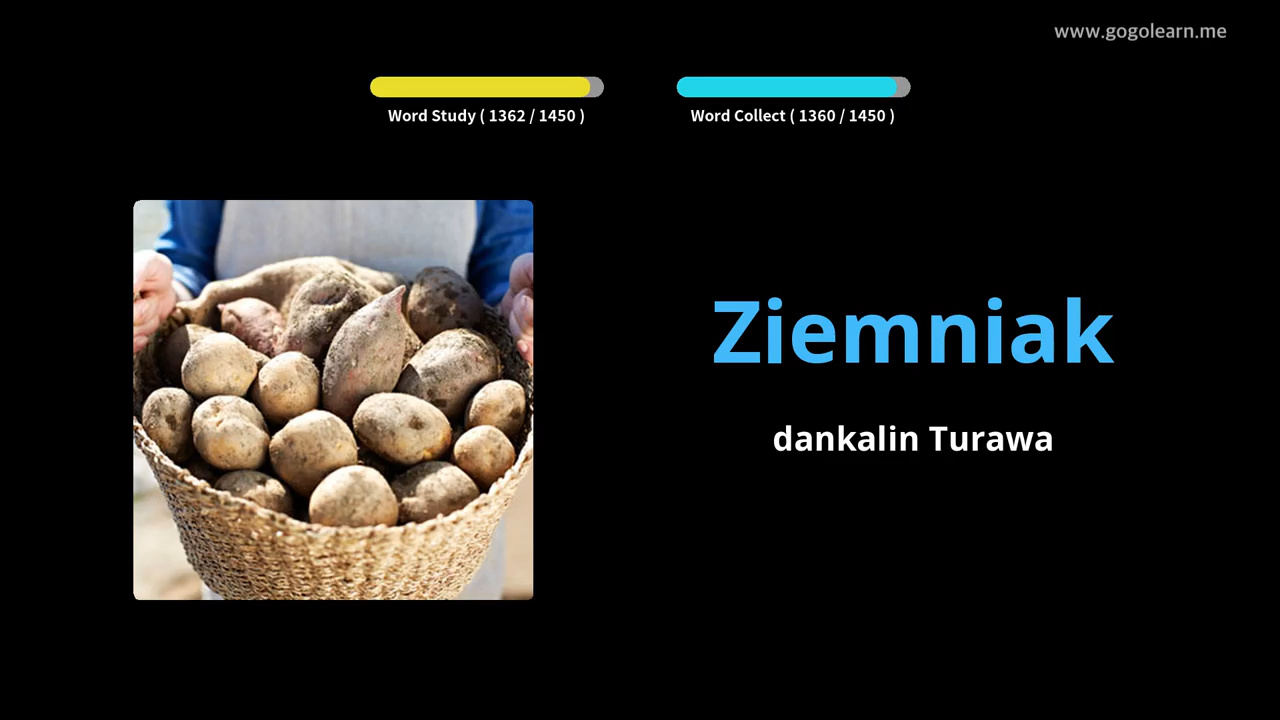 www.gogolearn.me
Word Study ( 1362 / 1450 )
Word Collect ( 1360 / 1450 )
Ziemniak
dankalin Turawa